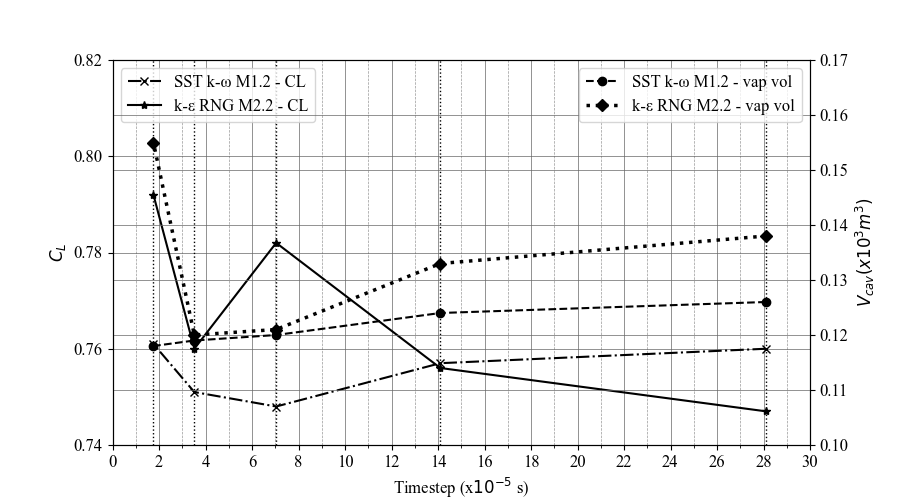 SST k-ω M1.2 - CL
k-ε RNG M2.2 - CL
SST k-ω M1.2 - vap vol
k-ε RNG M2.2 - vap vol
0.82
0.80
0.78
0.76
0.74
C_L
0.17
0.16
0.15
0.14
0.13
0.12
0.11
0.10
V_{cav}(x10^3m^3)
0 2 4 6 8 10 12 14 16 18 20 22 24 26 28 30
Timestep (x10^{-5} s)